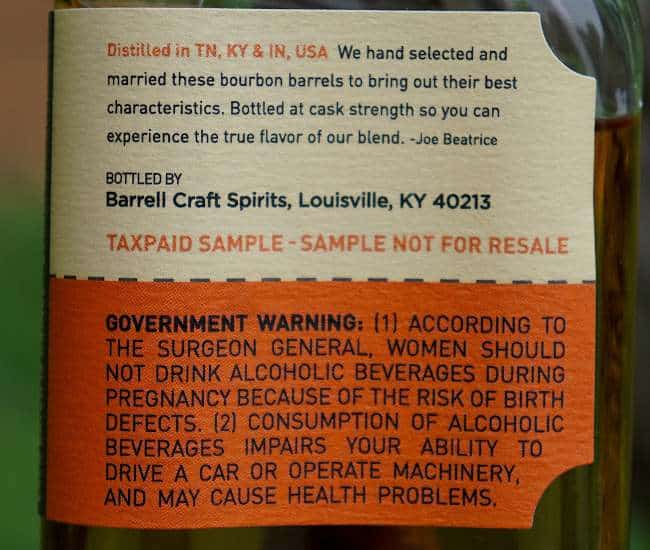 Distilled in TN, KY & IN, USA We hand selected and
married these bourbon barrels to bring out their best
characteristics. Bottled at cask strength so you can
experience the true flavor of our blend. -Joe Beatrice
BOTTLED BY
Barrell Craft Spirits, Louisville, KY 40213
TAXPAID SAMPLE - SAMPLE NOT FOR RESALE
GOVERNMENT WARNING: (1) ACCORDING TO
THE SURGEON GENERAL, WOMEN SHOULD
NOT DRINK ALCOHOLIC BEVERAGES DURING
PREGNANCY BECAUSE OF THE RISK OF BIRTH
DEFECTS. (2) CONSUMPTION OF ALCOHOLIC
BEVERAGES IMPAIRS YOUR ABILITY TO
DRIVE A CAR OR OPERATE MACHINERY,
AND MAY CAUSE HEALTH PROBLEMS.